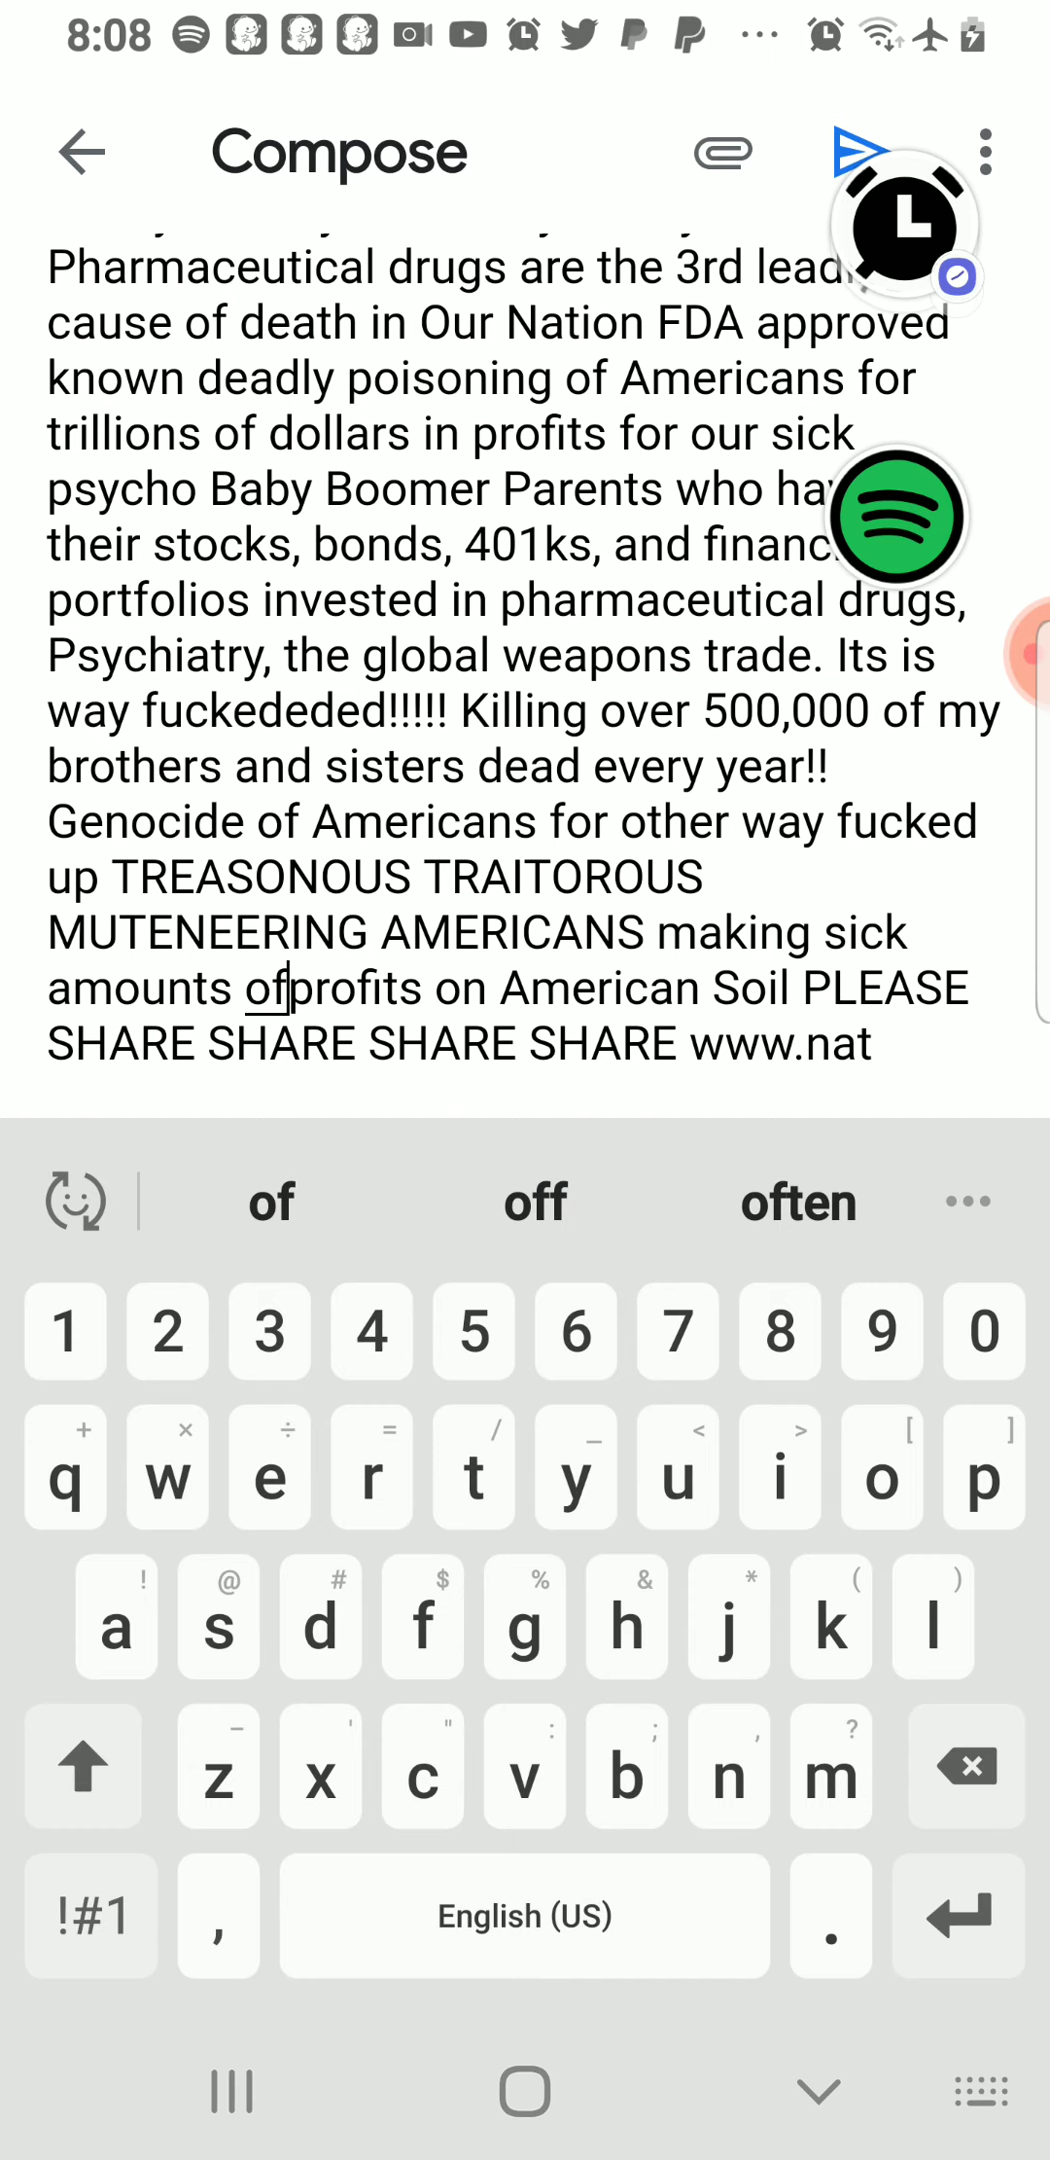 8:08
Compose
Pharmaceutical drugs are the 3rd
cause of death in Our Nation FDA approved
known deadly poisoning of Americans for
trillions of dollars in profits for our sick
psycho Baby Boomer Parents who
their stocks, bonds, 401ks, and
portfolios invested in pharmaceutical drugs,
Psychiatry, the global weapons trade. Its is
way fuckededed!!!!! Killing over 500,000 of my
brothers and sisters dead every year!!
Genocide of Americans for other way fucked
up TREASONOUS TRAITOROUS
MUTENEERING AMERICANS making sick
amounts ofprofits on American Soil PLEASE
SHARE SHARE SHARE SHARE www.nat
of off often
1 2 3 4 5 6 7 8 9 0
+ × ÷ = / _ < > [ ]
q w e r t y u i o p
! @ # $ % & * ( )
a s d f g h j k l
- ' " : ; , ?
z x c v b n m
!#1 , English (US) .